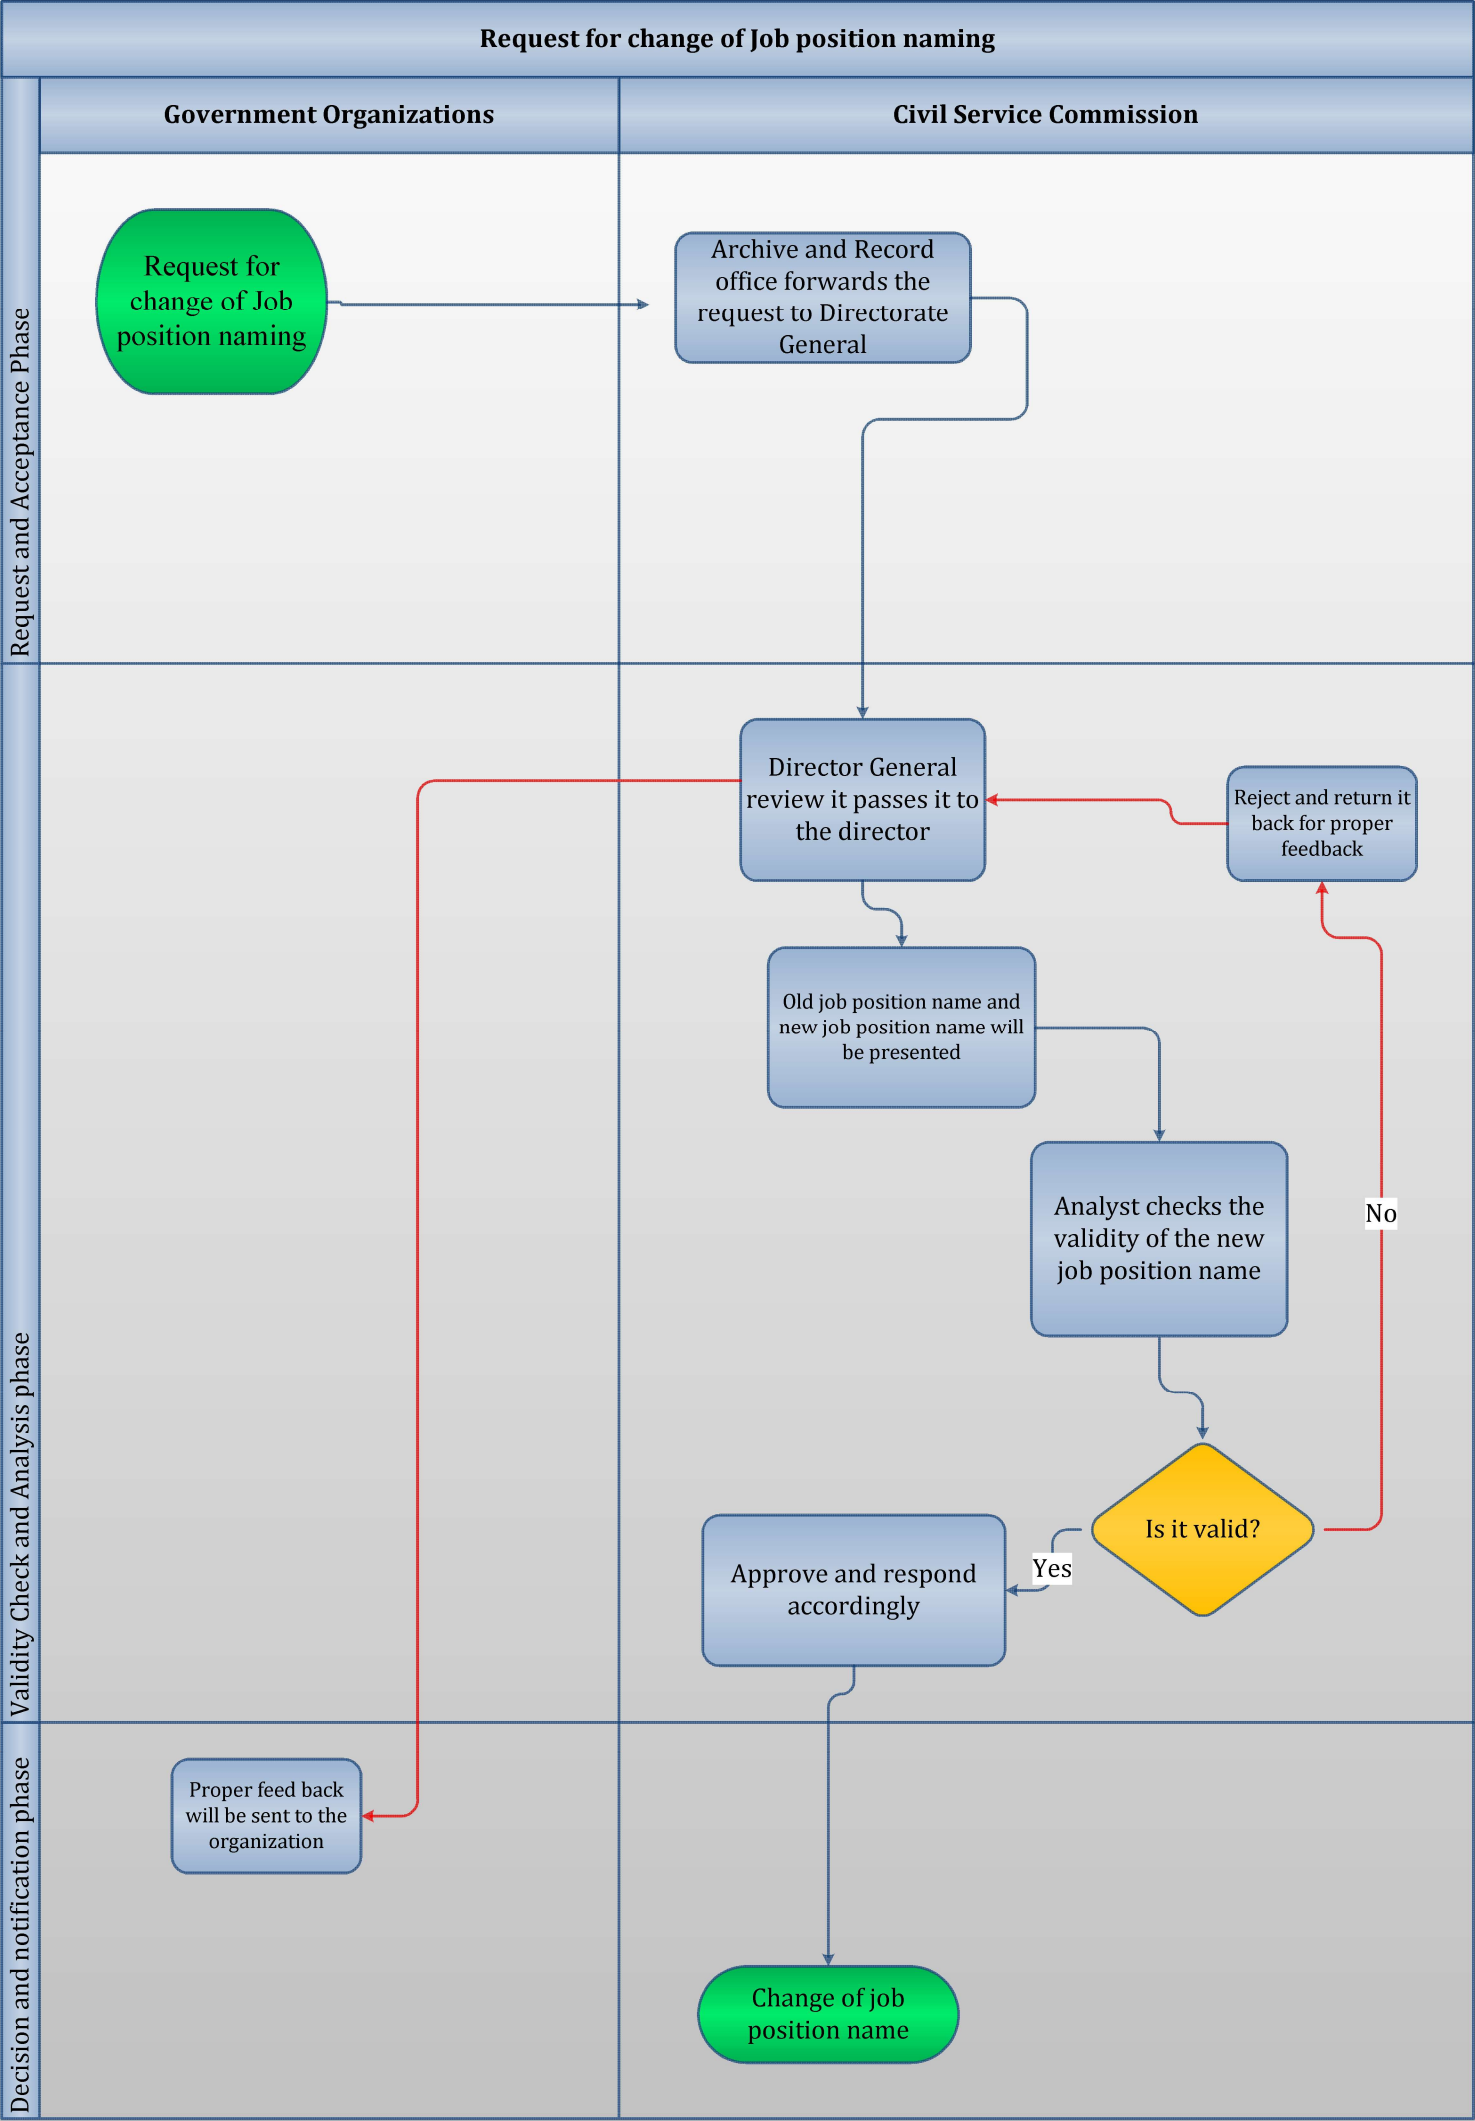 Request for change of Job position naming
Government Organizations
Civil Service Commission
Request and Acceptance Phase
Request for
change of Job
position naming
Archive and Record
office forwards the
request to Directorate
General
Validity Check and Analysis phase
Director General
review it passes it to
the director
Reject and return it
back for proper
feedback
Old job position name and
new job position name will
be presented
Analyst checks the
validity of the new
job position name
No
Is it valid?
Yes
Approve and respond
accordingly
Decision and notification phase
Proper feed back
will be sent to the
organization
Change of job
position name